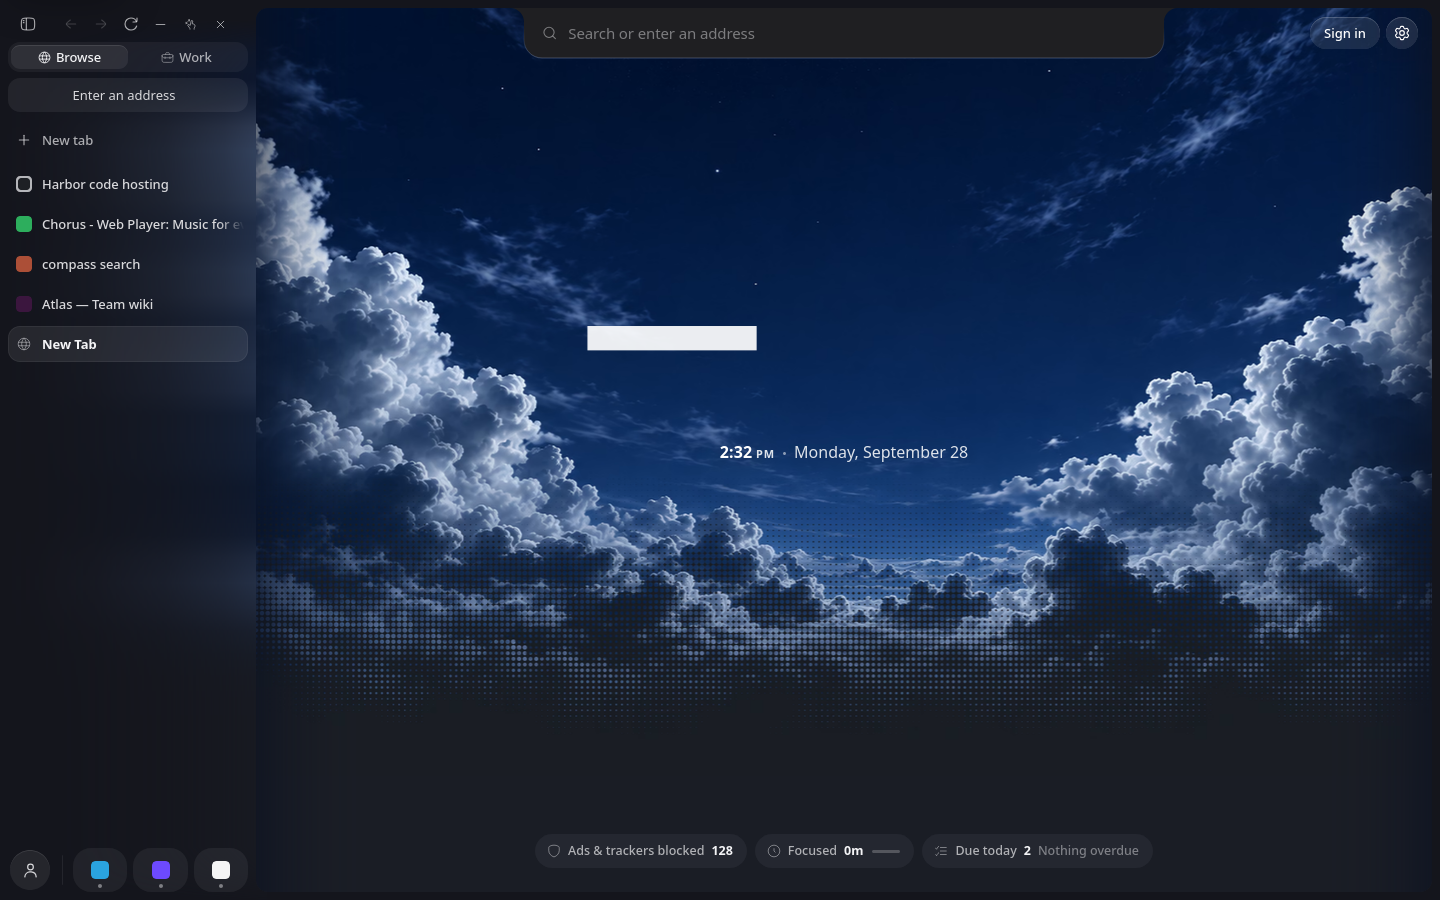 Browse
Work
Enter an address
New tab
Harbor code hosting
Chorus - Web Player: Music for
compass search
Atlas — Team wiki
New Tab
Search or enter an address
Sign in
2:32 PM • Monday, September 28
Ads & trackers blocked 128
Focused 0m
Due today 2 Nothing overdue